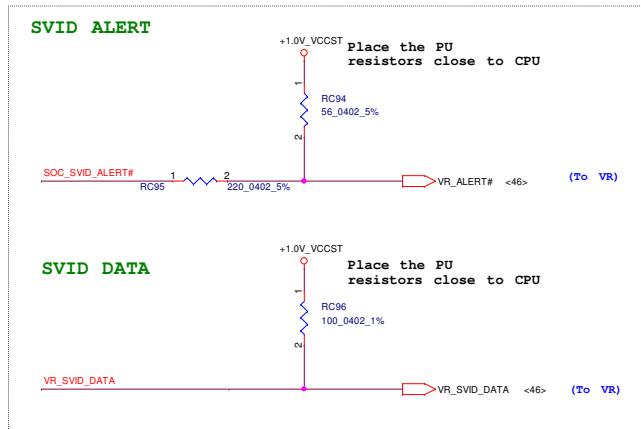 SVID ALERT
+1.0V_VCCST
Place the PU
resistors close to CPU
1
RC94
56_0402_5%
2
SOC_SVID_ALERT#
1
2
RC95
220_0402_5%
VR_ALERT# <46>
(To VR)
SVID DATA
+1.0V_VCCST
Place the PU
resistors close to CPU
1
RC96
100_0402_1%
2
VR_SVID_DATA
VR_SVID_DATA <46>
(To VR)